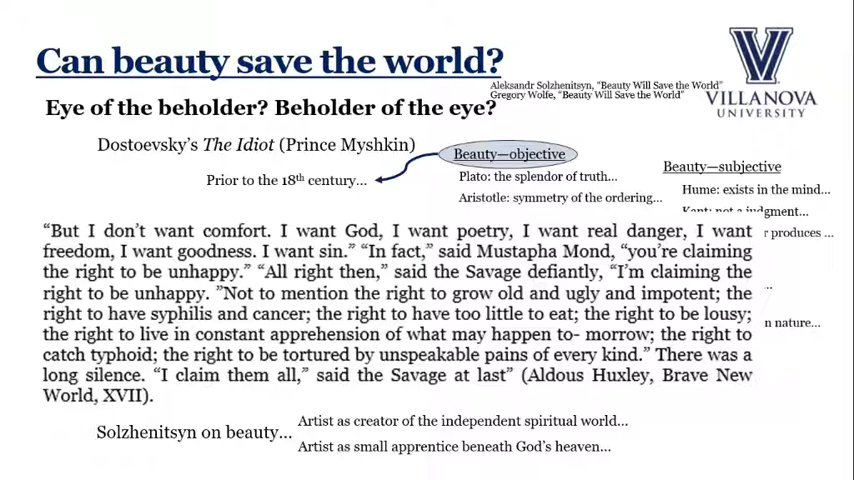 Can beauty save the world?
Aleksandr Solzhenitsyn, “Beauty Will Save the World”
Gregory Wolfe, “Beauty Will Save the World”
VILLANOVA
UNIVERSITY
Eye of the beholder? Beholder of the eye?
Dostoevsky’s The Idiot (Prince Myshkin)
Beauty—objective
Prior to the 18th century...
Plato: the splendor of truth...
Aristotle: symmetry of the ordering...
Beauty—subjective
Hume: exists in the mind...
Kant: not a judgment...
r produces ...
n nature...
“But I don’t want comfort. I want God, I want poetry, I want real danger, I want
freedom, I want goodness. I want sin.” “In fact,” said Mustapha Mond, “you’re claiming
the right to be unhappy.” “All right then,” said the Savage defiantly, “I’m claiming the
right to be unhappy. ”Not to mention the right to grow old and ugly and impotent; the
right to have syphilis and cancer; the right to have too little to eat; the right to be lousy;
the right to live in constant apprehension of what may happen to- morrow; the right to
catch typhoid; the right to be tortured by unspeakable pains of every kind.” There was a
long silence. “I claim them all,” said the Savage at last” (Aldous Huxley, Brave New
World, XVII).
Solzhenitsyn on beauty...
Artist as creator of the independent spiritual world...
Artist as small apprentice beneath God’s heaven...